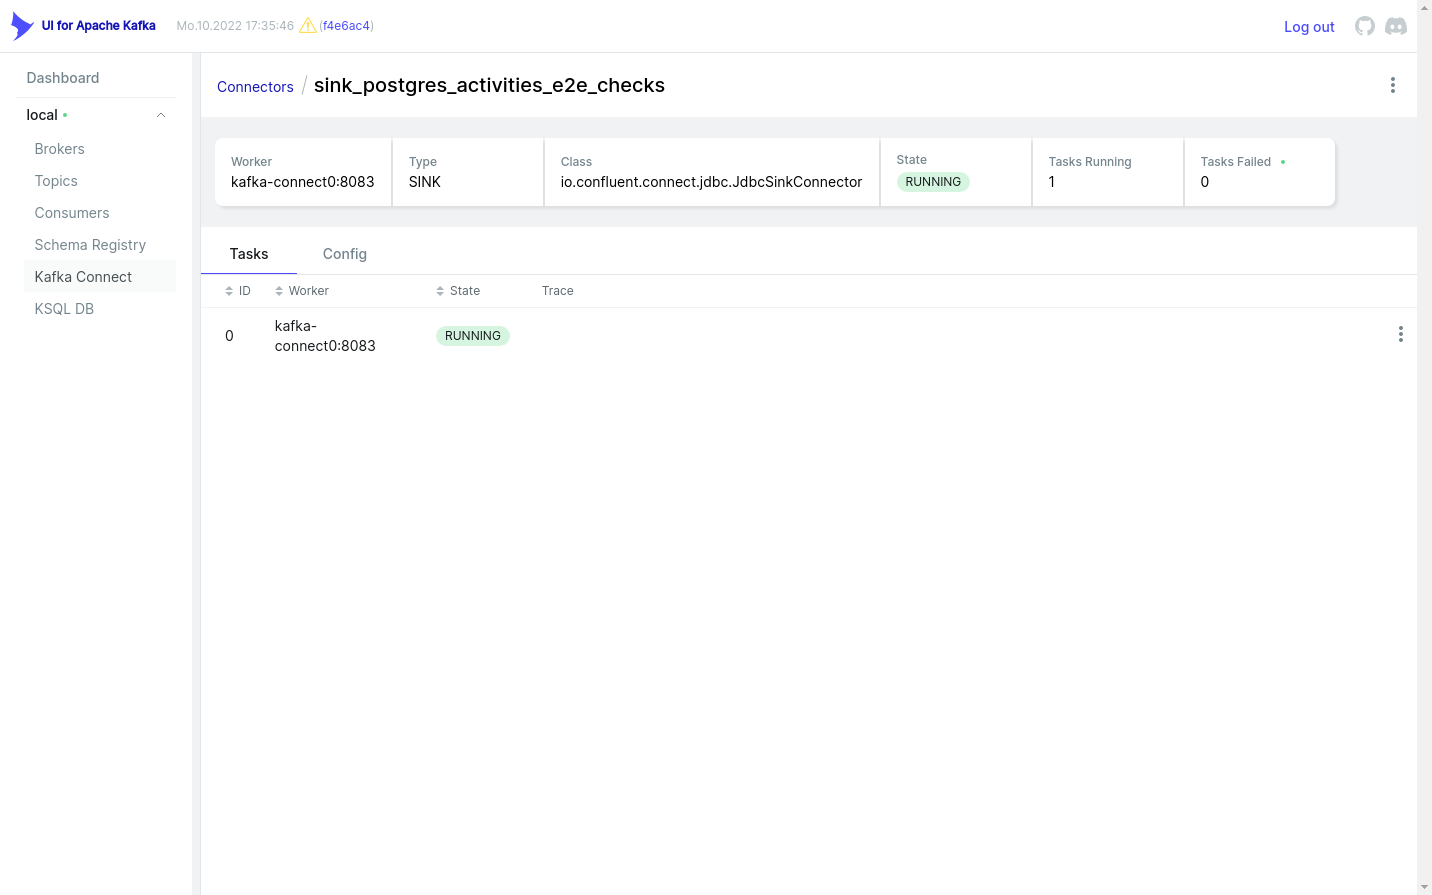 UI for Apache Kafka Mo.10.2022 17:35:46 (f4e6ac4) Log out
Dashboard
local
Brokers
Topics
Consumers
Schema Registry
Kafka Connect
KSQL DB
Connectors / sink_postgres_activities_e2e_checks
Worker Type Class State Tasks Running Tasks Failed
kafka-connect0:8083 SINK io.confluent.connect.jdbc.JdbcSinkConnector RUNNING 1 0
Tasks Config
ID Worker State Trace
0 kafka- RUNNING
connect0:8083